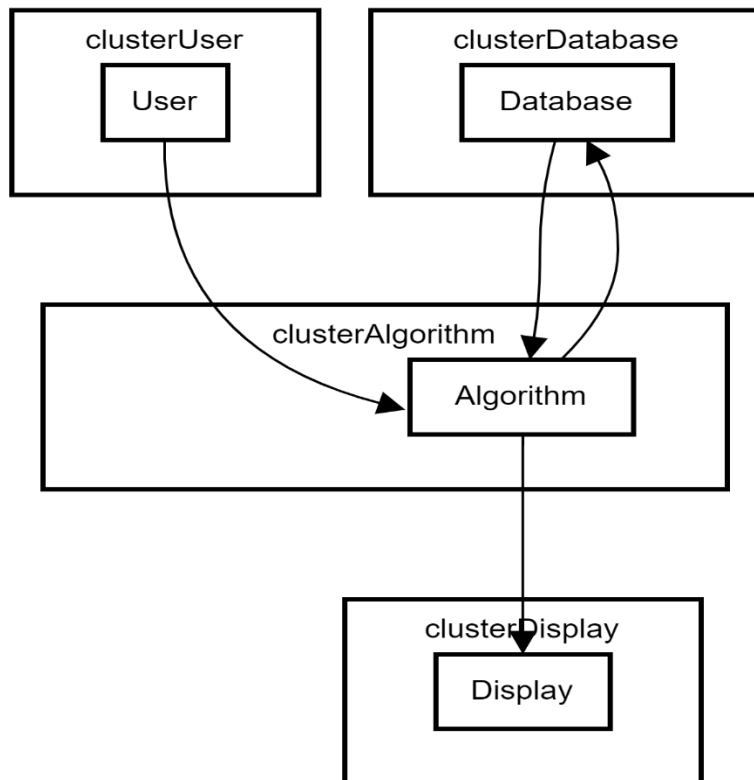 clusterUser
User
clusterDatabase
Database
clusterAlgorithm
Algorithm
clusterDisplay
Display